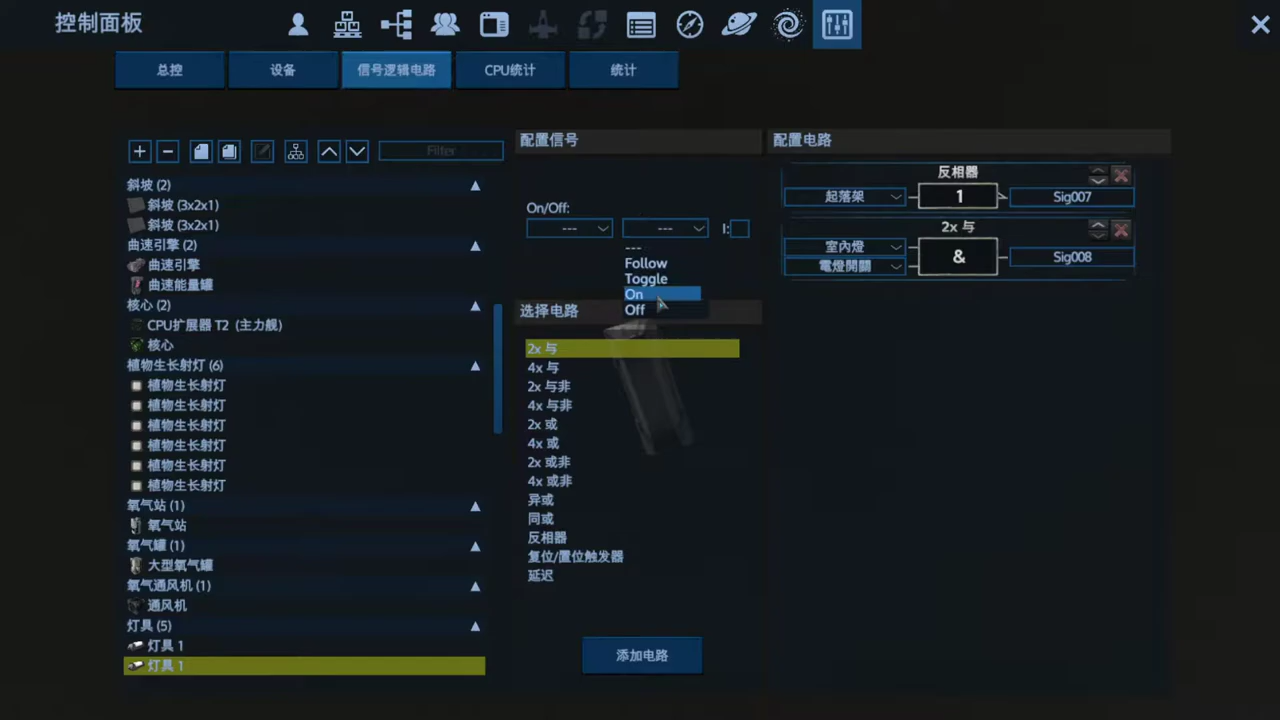 控制面板
总控
设备
信号逻辑电路
CPU统计
统计
Filter
斜坡 (2)
斜坡 (3x2x1)
斜坡 (3x2x1)
曲速引擎 (2)
曲速引擎
曲速能量罐
核心 (2)
CPU扩展器 T2 (主力舰)
核心
植物生长射灯 (6)
植物生长射灯
植物生长射灯
植物生长射灯
植物生长射灯
植物生长射灯
植物生长射灯
氧气站 (1)
氧气站
氧气罐 (1)
大型氧气罐
氧气通风机 (1)
通风机
灯具 (5)
灯具 1
灯具 1
配置信号
On/Off:
---
---
I:
---
Follow
Toggle
On
Off
选择电路
2x 与
4x 与
2x 与非
4x 与非
2x 或
4x 或
2x 或非
4x 或非
异或
同或
反相器
复位/置位触发器
延迟
添加电路
配置电路
反相器
起落架
1
Sig007
2x 与
室內燈
電燈開關
&
Sig008